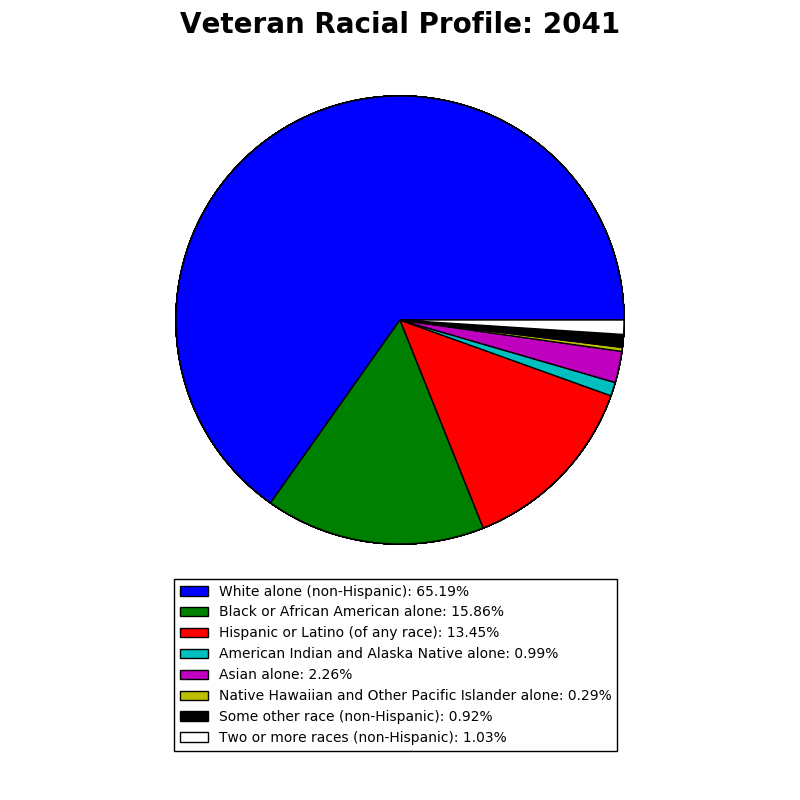 Veteran Racial Profile: 2041
White alone (non-Hispanic): 65.19%
Black or African American alone: 15.86%
Hispanic or Latino (of any race): 13.45%
American Indian and Alaska Native alone: 0.99%
Asian alone: 2.26%
Native Hawaiian and Other Pacific Islander alone: 0.29%
Some other race (non-Hispanic): 0.92%
Two or more races (non-Hispanic): 1.03%